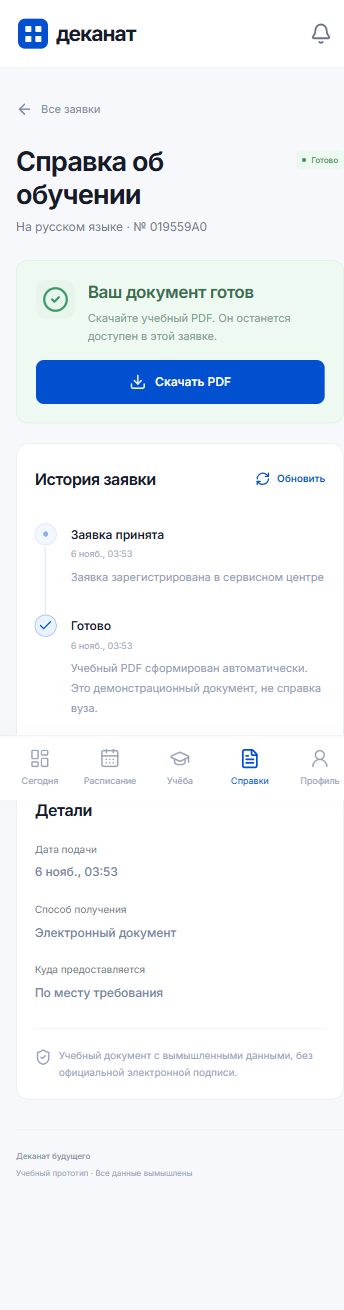 деканат
Все заявки
Справка об
обучении
Готово
На русском языке · № 019559A0
Ваш документ готов
Скачайте учебный PDF. Он останется
доступен в этой заявке.
Скачать PDF
История заявки
Обновить
Заявка принята
6 нояб., 03:53
Заявка зарегистрирована в сервисном центре
Готово
6 нояб., 03:53
Учебный PDF сформирован автоматически.
Это демонстрационный документ, не справка
вуза.
Сегодня
Расписание
Учёба
Справки
Профиль
Детали
Дата подачи
6 нояб., 03:53
Способ получения
Электронный документ
Куда предоставляется
По месту требования
Учебный документ с вымышленными данными, без
официальной электронной подписи.
Деканат будущего
Учебный прототип · Все данные вымышлены